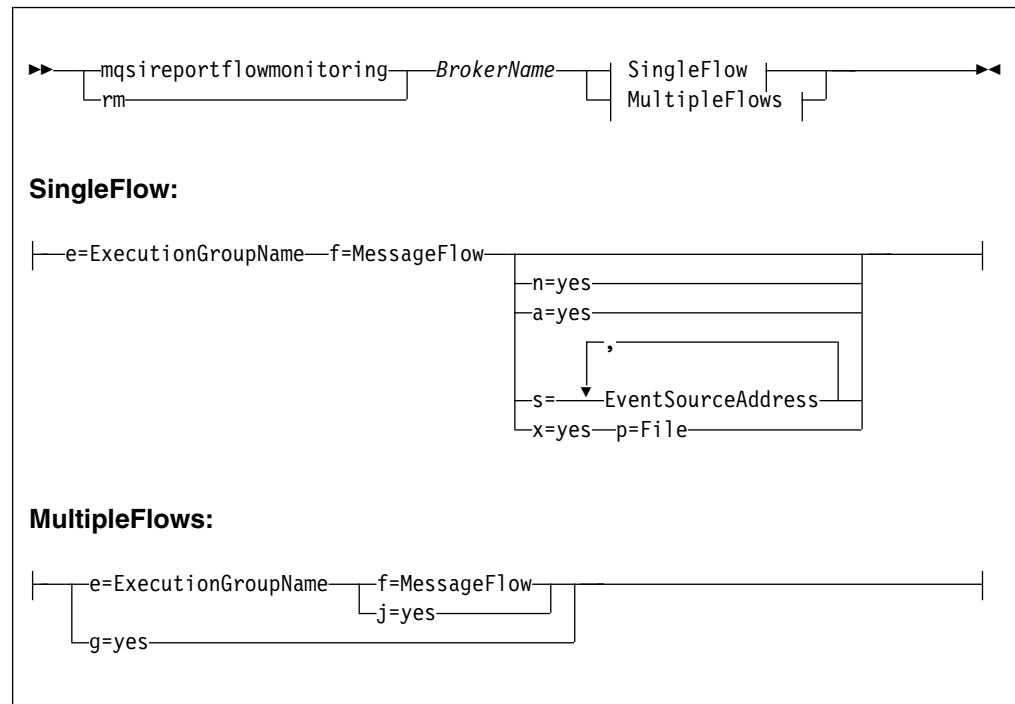 mqsireportflowmonitoring BrokerName SingleFlow
rm MultipleFlows
SingleFlow:
e=ExecutionGroupName f=MessageFlow
n=yes
a=yes
,
s= EventSourceAddress
x=yes p=File
MultipleFlows:
e=ExecutionGroupName f=MessageFlow
j=yes
g=yes